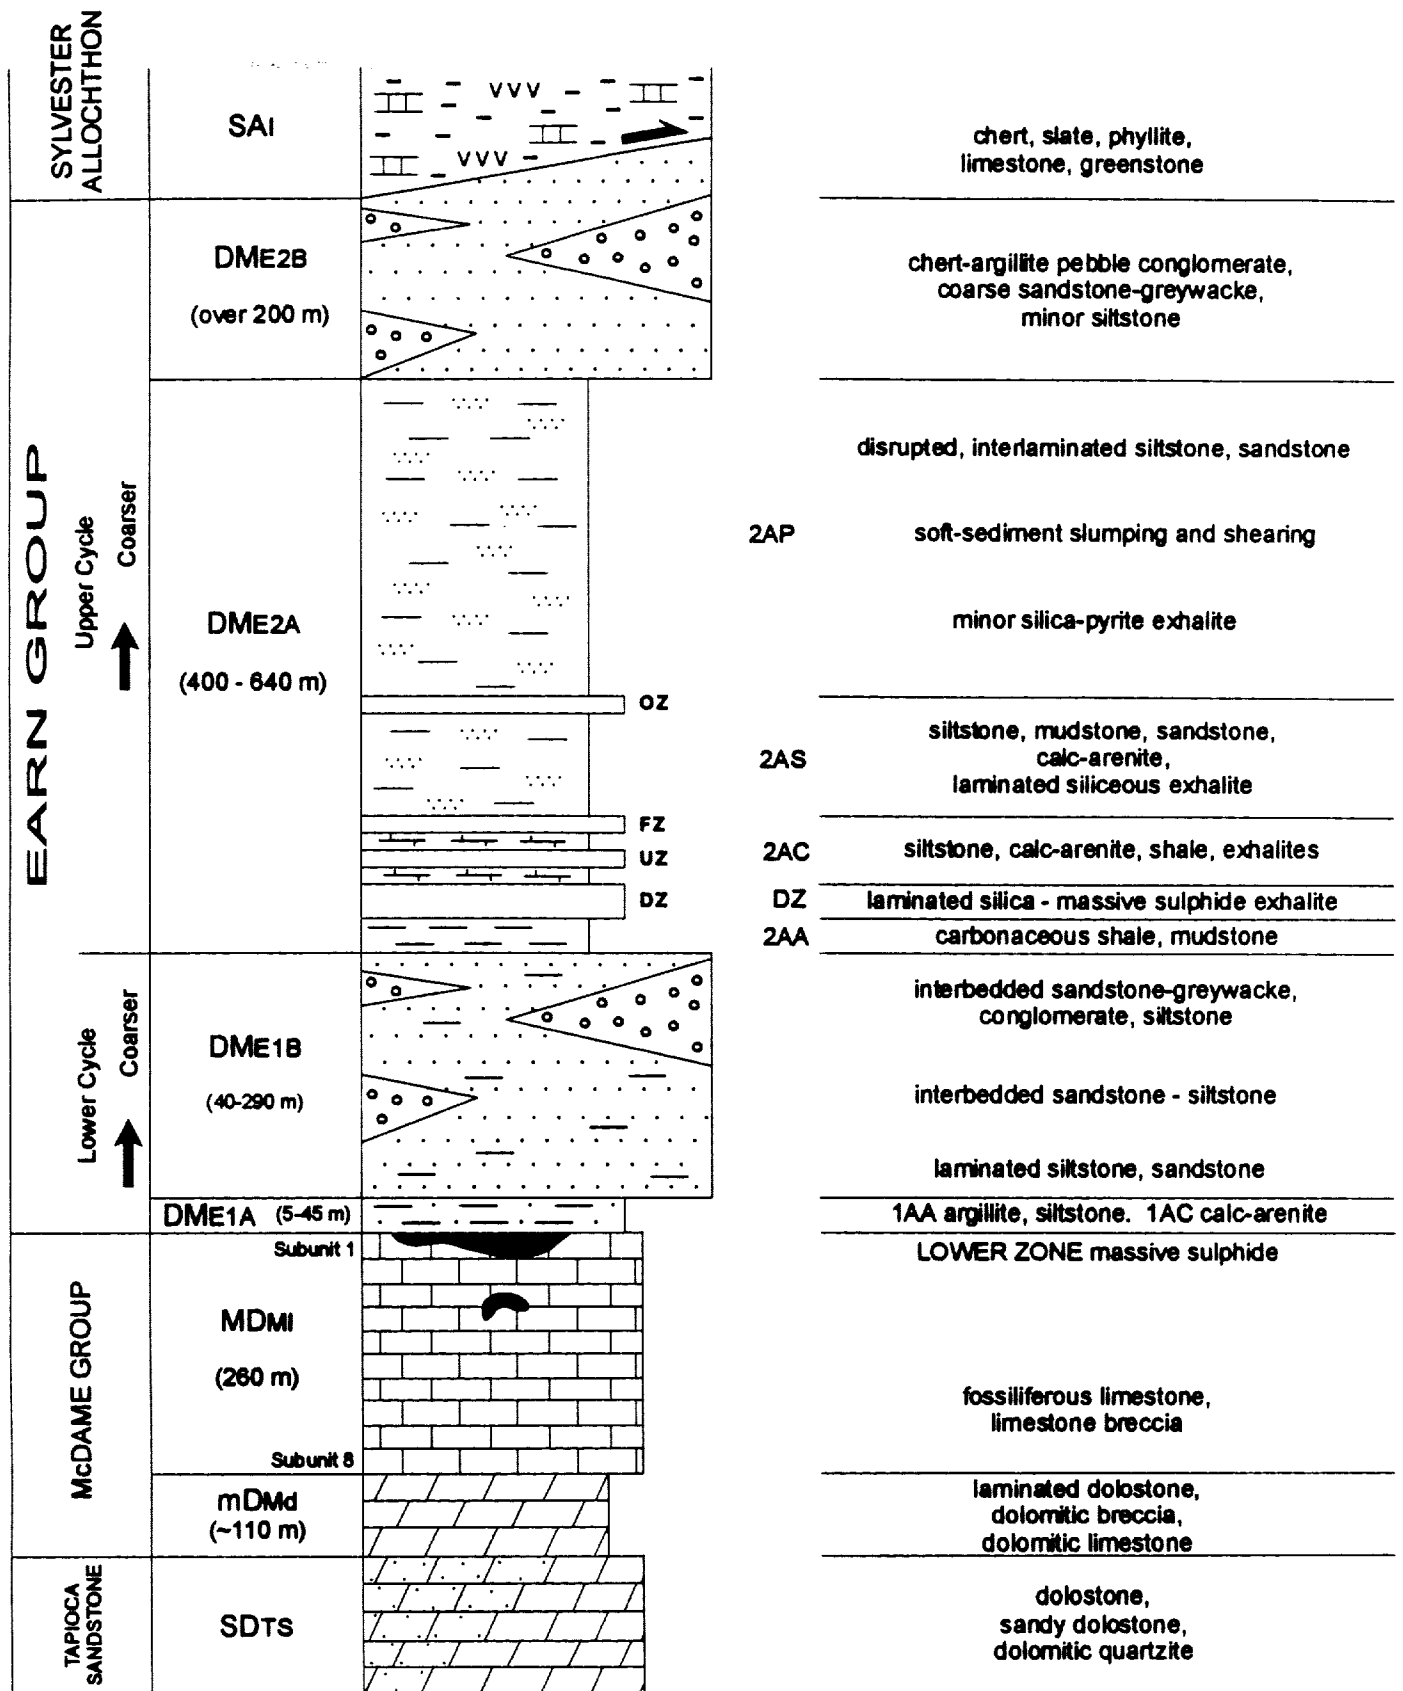 SYLVESTER
ALLOCHTHON
SAI
V V V
V V V
chert, slate, phyllite,
limestone, greenstone
EARN GROUP
Upper Cycle
Coarser
DME2B
(over 200 m)
chert-argillite pebble conglomerate,
coarse sandstone-greywacke,
minor siltstone
DME2A
(400 - 640 m)
disrupted, interlaminated siltstone, sandstone
2AP
soft-sediment slumping and shearing
minor silica-pyrite exhalite
OZ
2AS
siltstone, mudstone, sandstone,
calc-arenite,
laminated siliceous exhalite
FZ
UZ
2AC
siltstone, calc-arenite, shale, exhalites
DZ
DZ
laminated silica - massive sulphide exhalite
2AA
carbonaceous shale, mudstone
Lower Cycle
Coarser
DME1B
(40-290 m)
interbedded sandstone-greywacke,
conglomerate, siltstone
interbedded sandstone - siltstone
laminated siltstone, sandstone
DME1A (5-45 m)
1AA argillite, siltstone. 1AC calc-arenite
McDAME GROUP
Subunit 1
LOWER ZONE massive sulphide
MDMl
(260 m)
fossiliferous limestone,
limestone breccia
Subunit 8
mDMd
(~110 m)
laminated dolostone,
dolomitic breccia,
dolomitic limestone
TAPIOCA
SANDSTONE
SDTS
dolostone,
sandy dolostone,
dolomitic quartzite